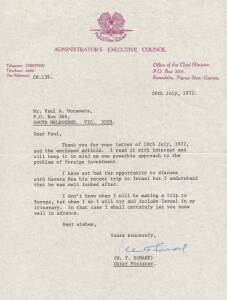 ADMINISTRATOR'S EXECUTIVE COUNCIL
Office of the Chief Minister,
P.O. Box 2604,
Konedobu, Papua New Guinea.
CM.139.
26th July, 1972.
Mr. Paul A.
P.O. Box 364,
SOUTH MELBOURNE. VIC. 3205.
Dear Paul,
Thank you for your letter of 18th July, 1972,
and the enclosed article. I read it with interest and
will keep it in mind as one possible approach to the
problem of foreign investment.
I have not had the opportunity to discuss
with Gavera Rea his recent trip to Israel but I understand
that he was well looked after.
I don't know when I will be making a trip to
Europe, but when I do I will try and include Israel in my
itinerary. In that case I shall certainly let you know
well in advance.
Best wishes,
Yours sincerely,
(M. T. SOMARE)
Chief Minister.